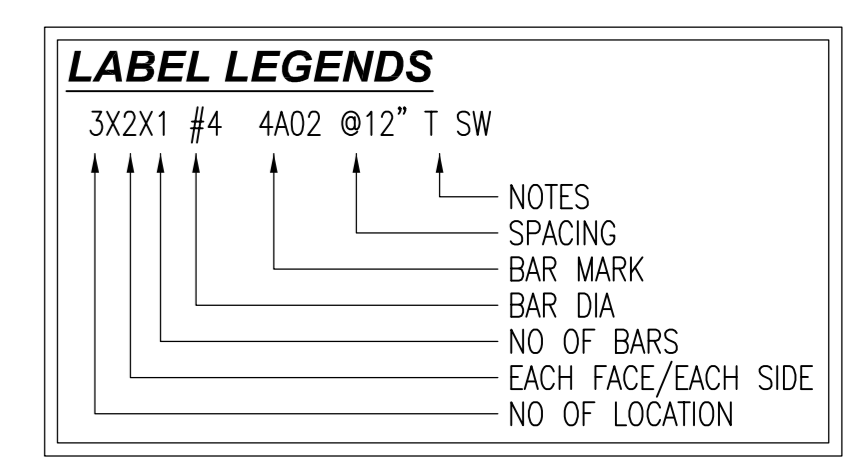 LABEL LEGENDS
3X2X1 #4 4A02 @12" T SW
NOTES
SPACING
BAR MARK
BAR DIA
NO OF BARS
EACH FACE/EACH SIDE
NO OF LOCATION